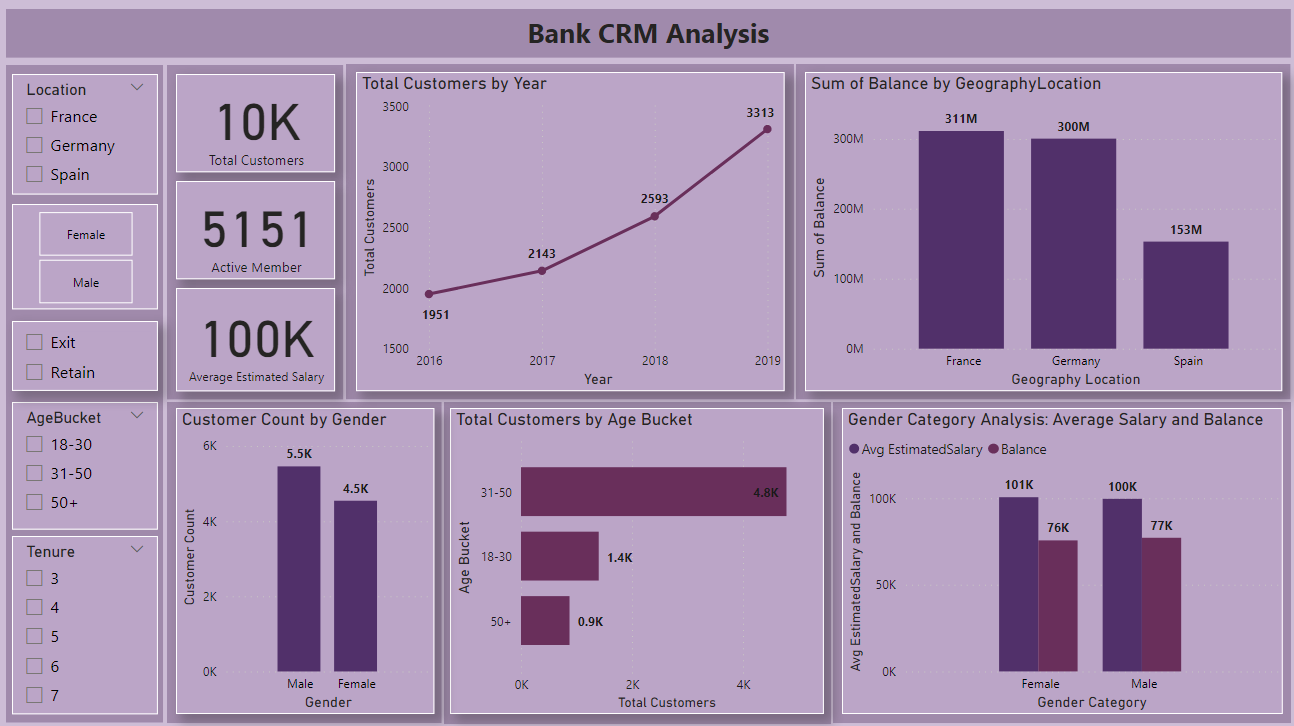 Bank CRM Analysis
Location
France
Germany
Spain
Female
Male
Exit
Retain
AgeBucket
18-30
31-50
50+
Tenure
3
4
5
6
7
10K
Total Customers
5151
Active Member
100K
Average Estimated Salary
Total Customers by Year
Total Customers
3500
3000
2500
2000
1500
1951
2143
2593
3313
2016 2017 2018 2019
Year
Sum of Balance by GeographyLocation
Sum of Balance
300M
200M
100M
0M
311M
300M
153M
France Germany Spain
Geography Location
Customer Count by Gender
Customer Count
6K
4K
2K
0K
5.5K
4.5K
Male Female
Gender
Total Customers by Age Bucket
Age Bucket
31-50 4.8K
18-30 1.4K
50+ 0.9K
0K 2K 4K
Total Customers
Gender Category Analysis: Average Salary and Balance
Avg EstimatedSalary Balance
Avg EstimatedSalary and Balance
100K
50K
0K
101K
76K
100K
77K
Female Male
Gender Category